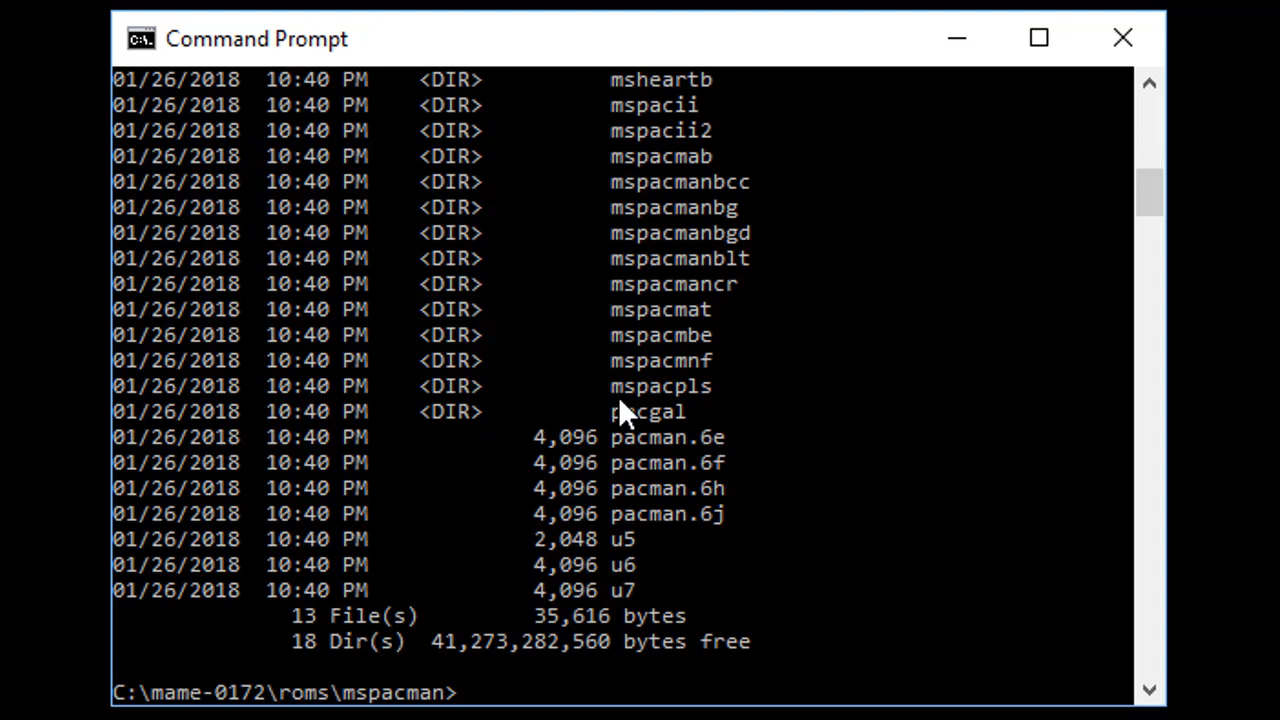 Command Prompt
01/26/2018  10:40 PM    <DIR>          msheartb
01/26/2018  10:40 PM    <DIR>          mspacii
01/26/2018  10:40 PM    <DIR>          mspacii2
01/26/2018  10:40 PM    <DIR>          mspacmab
01/26/2018  10:40 PM    <DIR>          mspacmanbcc
01/26/2018  10:40 PM    <DIR>          mspacmanbg
01/26/2018  10:40 PM    <DIR>          mspacmanbgd
01/26/2018  10:40 PM    <DIR>          mspacmanblt
01/26/2018  10:40 PM    <DIR>          mspacmancr
01/26/2018  10:40 PM    <DIR>          mspacmat
01/26/2018  10:40 PM    <DIR>          mspacmbe
01/26/2018  10:40 PM    <DIR>          mspacmnf
01/26/2018  10:40 PM    <DIR>          mspacpls
01/26/2018  10:40 PM    <DIR>          pacgal
01/26/2018  10:40 PM             4,096 pacman.6e
01/26/2018  10:40 PM             4,096 pacman.6f
01/26/2018  10:40 PM             4,096 pacman.6h
01/26/2018  10:40 PM             4,096 pacman.6j
01/26/2018  10:40 PM             2,048 u5
01/26/2018  10:40 PM             4,096 u6
01/26/2018  10:40 PM             4,096 u7
              13 File(s)         35,616 bytes
              18 Dir(s)  41,273,282,560 bytes free
C:\mame-0172\roms\mspacman>